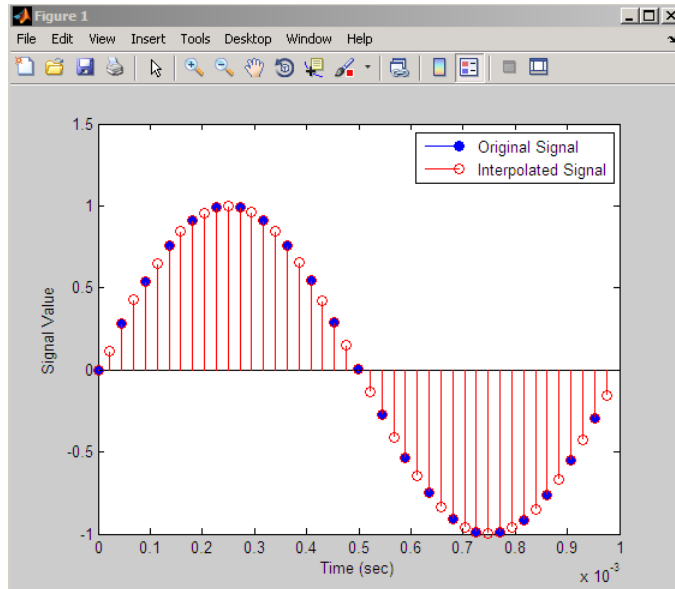 Figure 1
File Edit View Insert Tools Desktop Window Help
1.5
Original Signal
Interpolated Signal
1
0.5
Signal Value
0
-0.5
-1
0 0.1 0.2 0.3 0.4 0.5 0.6 0.7 0.8 0.9 1
Time (sec)
x 10⁻³